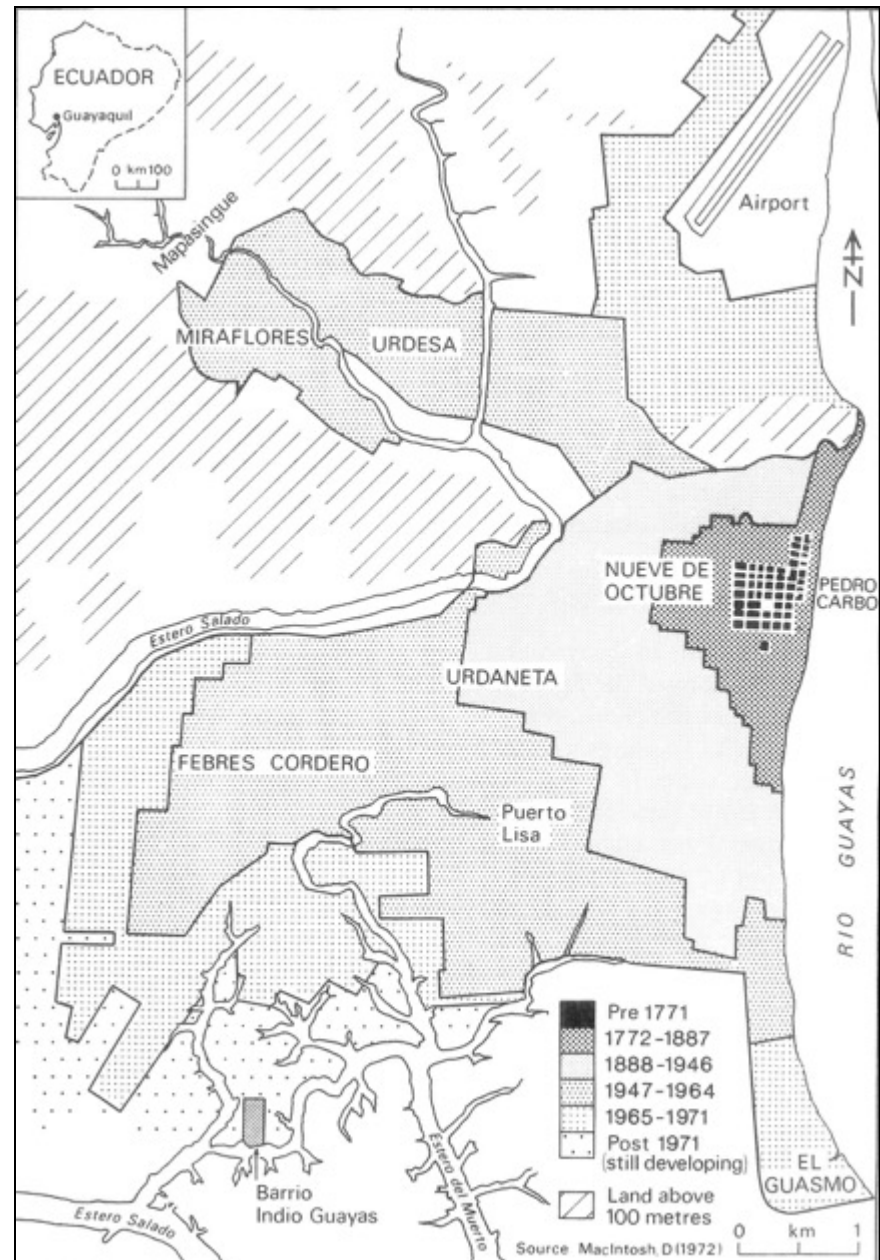 ECUADOR
Guayaquil
0 km 100
Mapasingue
Airport
N
MIRAFLORES
URDESA
NUEVE DE
OCTUBRE
PEDRO
CARBO
Estero Salado
URDANETA
FEBRES CORDERO
Puerto
Lisa
RIO GUAYAS
Pre 1771
1772-1887
1888-1946
1947-1964
1965-1971
Post 1971
(still developing)
Land above
100 metres
EL
GUASMO
Barrio
Indio Guayas
Estero del Muerto
Estero Salado
0 km 1
Source MacIntosh, D (1972)